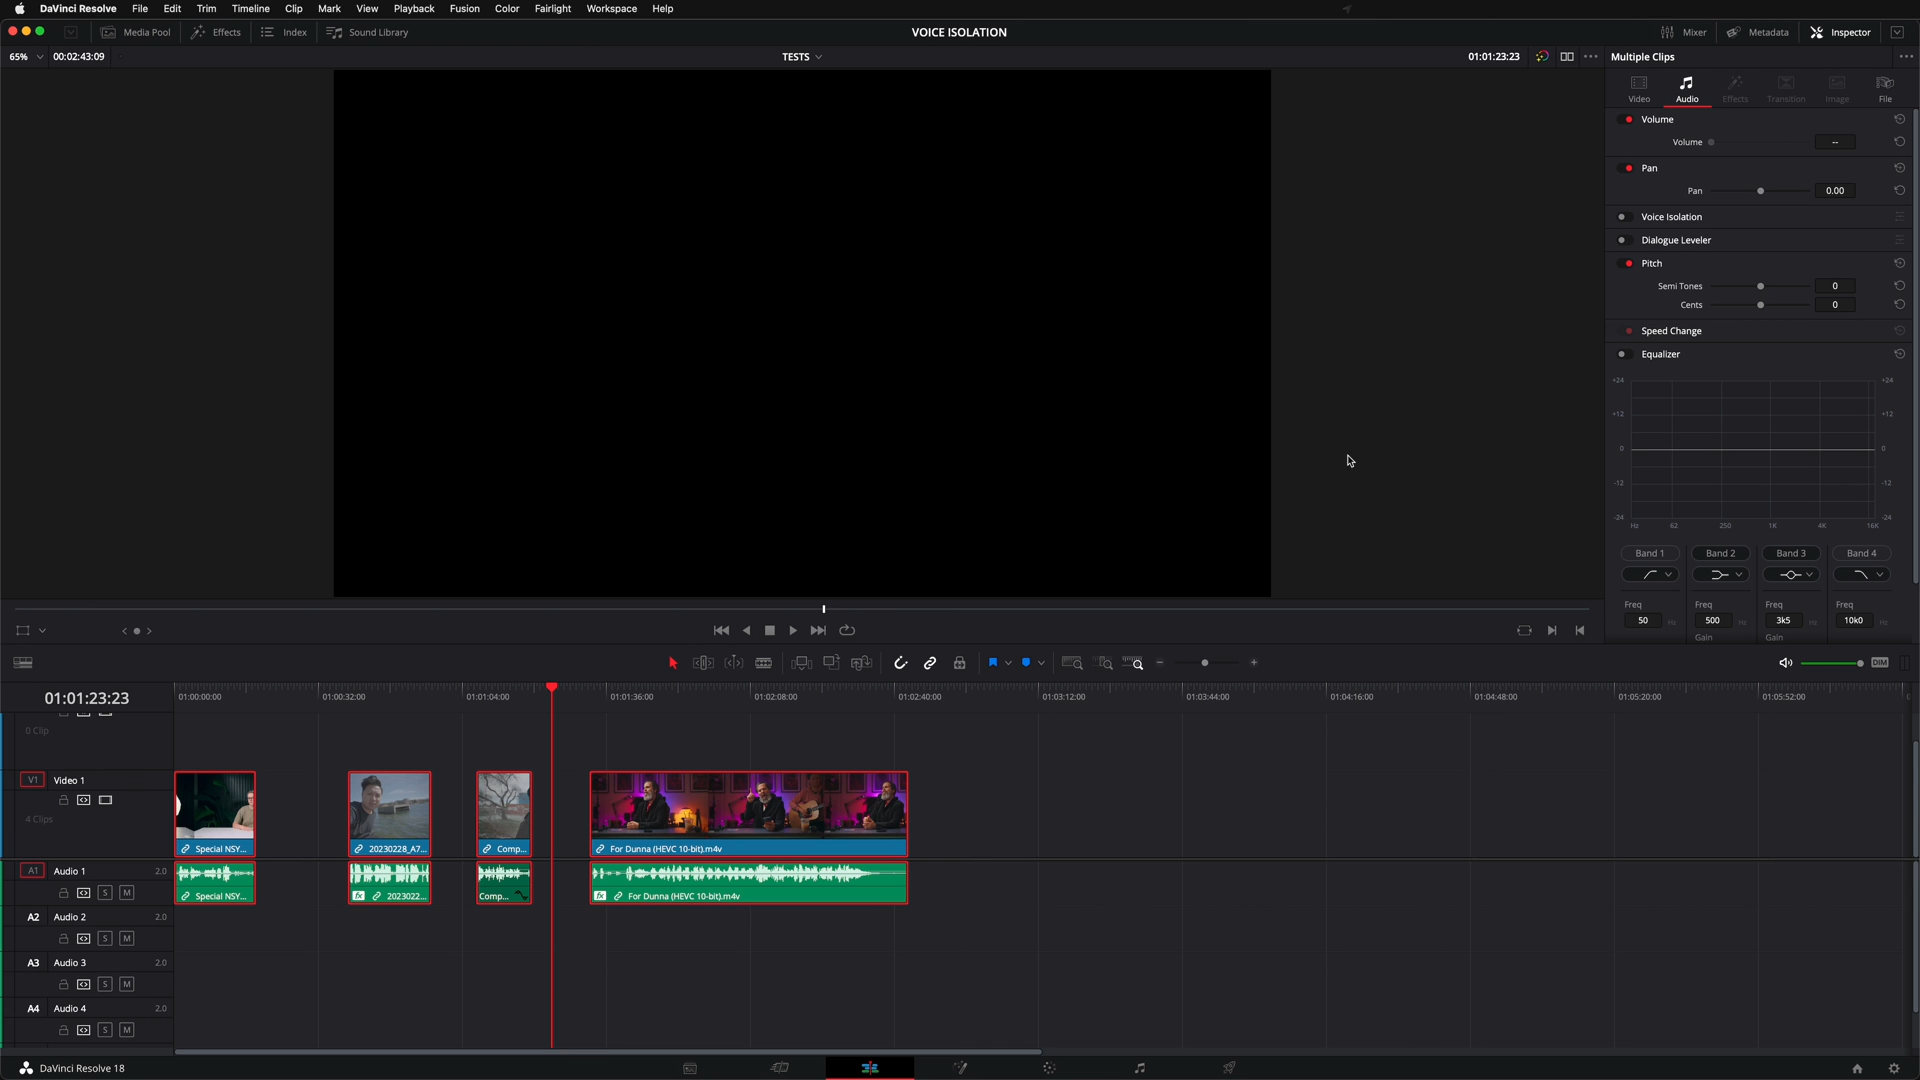 DaVinci Resolve File Edit Trim Timeline Clip Mark View Playback Fusion Color Fairlight Workspace Help
Media Pool Effects Index Sound Library VOICE ISOLATION Mixer Metadata Inspector
65% 00:02:43:09 TESTS 01:01:23:23 Multiple Clips
Video Audio Effects Transition Image File
Volume
Volume --
Pan
Pan 0.00
Voice Isolation
Dialogue Leveler
Pitch
Semi Tones 0
Cents 0
Speed Change
Equalizer
+24 +24
+12 +12
0 0
-12 -12
-24 -24
Hz 62 250 1K 4K 16K
Band 1 Band 2 Band 3 Band 4
Freq Freq Freq Freq
50 Hz 500 Hz 3k5 Hz 10k0 Hz
Gain Gain
DIM
01:01:23:23 01:00:00:00 01:00:32:00 01:01:04:00 01:01:36:00 01:02:08:00 01:02:40:00 01:03:12:00 01:03:44:00 01:04:16:00 01:04:48:00 01:05:20:00 01:05:52:00
0 Clip
V1 Video 1
4 Clips
Special NSY... 20230228_A7... Comp... For Dunna (HEVC 10-bit).m4v
A1 Audio 1 2.0
S M
Special NSY... fx 2023022... Comp... fx For Dunna (HEVC 10-bit).m4v
A2 Audio 2 2.0
S M
A3 Audio 3 2.0
S M
A4 Audio 4 2.0
S M
DaVinci Resolve 18